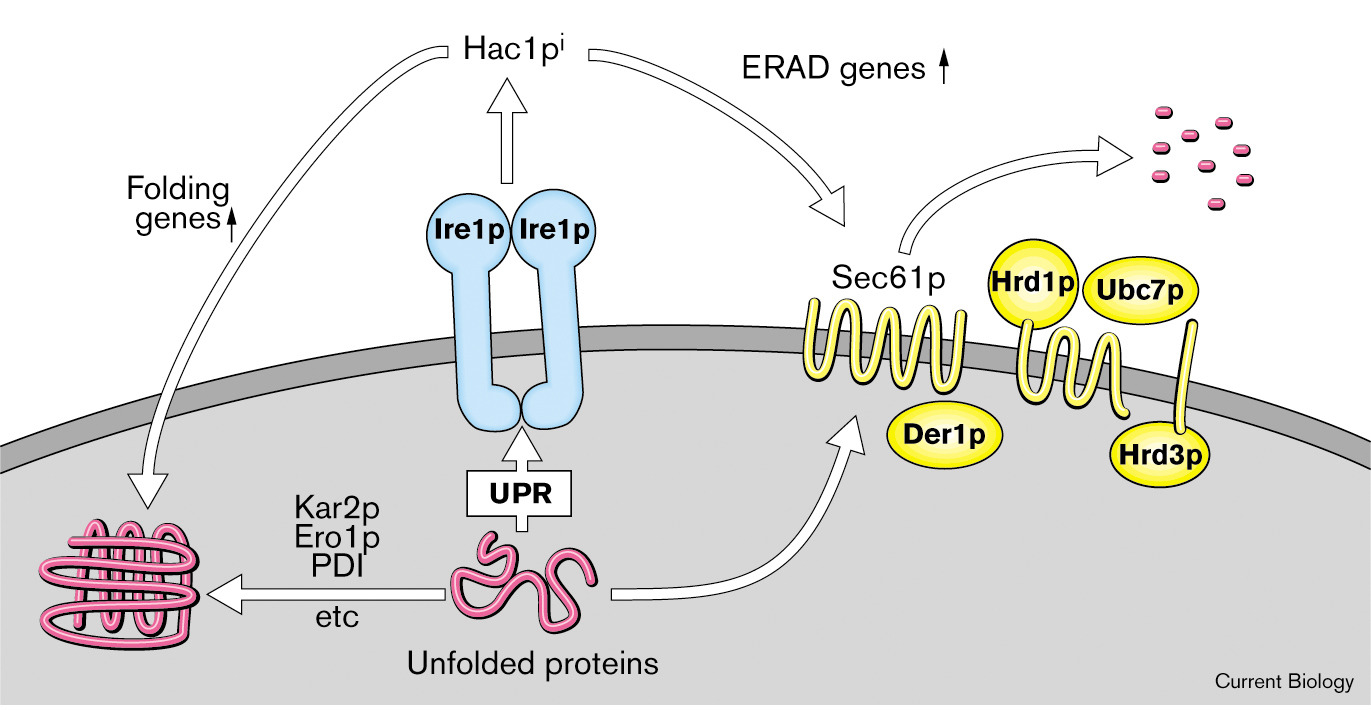 Hac1pⁱ
ERAD genes
Folding
genes
Ire1p Ire1p
Sec61p
Hrd1p
Ubc7p
Der1p
Hrd3p
UPR
Kar2p
Ero1p
PDI
etc
Unfolded proteins
Current Biology